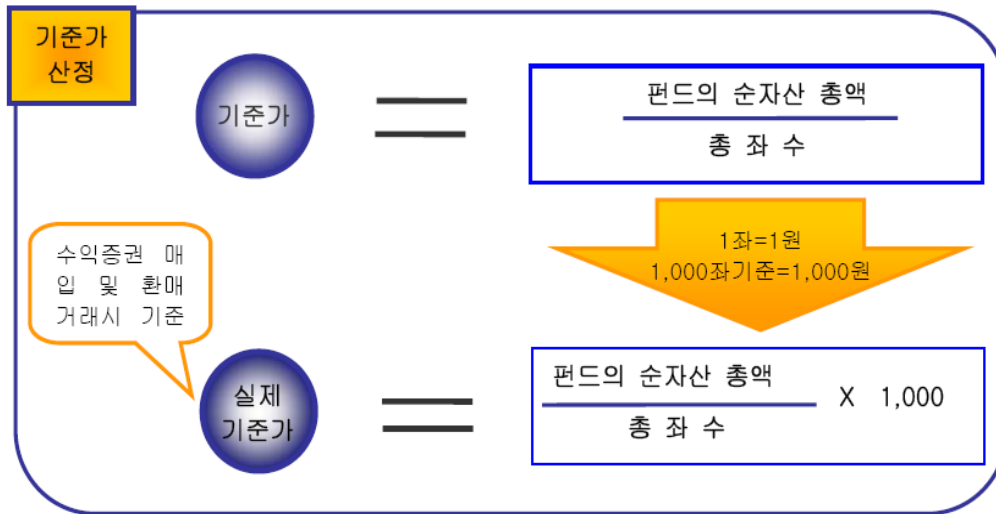 기준가
산정
기준가
펀드의 순자산 총액
총 좌 수
1좌=1원
1,000좌기준=1,000원
수익증권 매
입 및 환매
거래시 기준
실제
기준가
펀드의 순자산 총액
총 좌 수
X 1,000